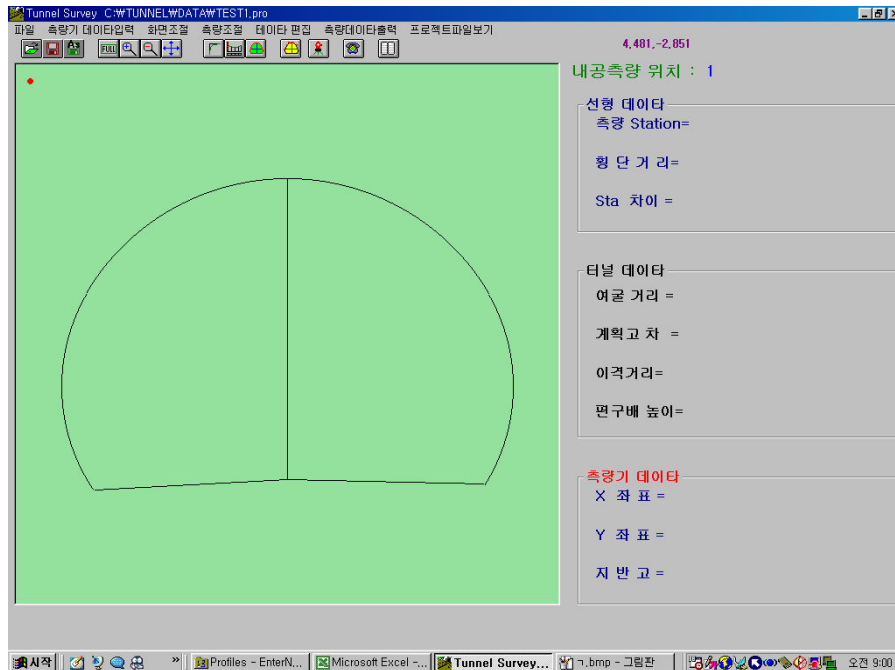 Tunnel Survey C:₩TUNNEL₩DATA₩TEST1.pro
파일 측량기 데이타입력 화면조절 측량조절 테이타 편집 측량데이타출력 프로젝트파일보기
FULL
4,481,-2,851
내공측량 위치 : 1
선형 데이타
측량 Station=
횡 단 거 리=
Sta 차이 =
터널 데이타
여굴 거리 =
계획고 차 =
이격거리=
편구배 높이=
측량기 데이타
X 좌 표 =
Y 좌 표 =
지 반 고 =
시작 » Profiles - EnterN... Microsoft Excel -... Tunnel Survey... ㄱ.bmp - 그림판 오전 9:00